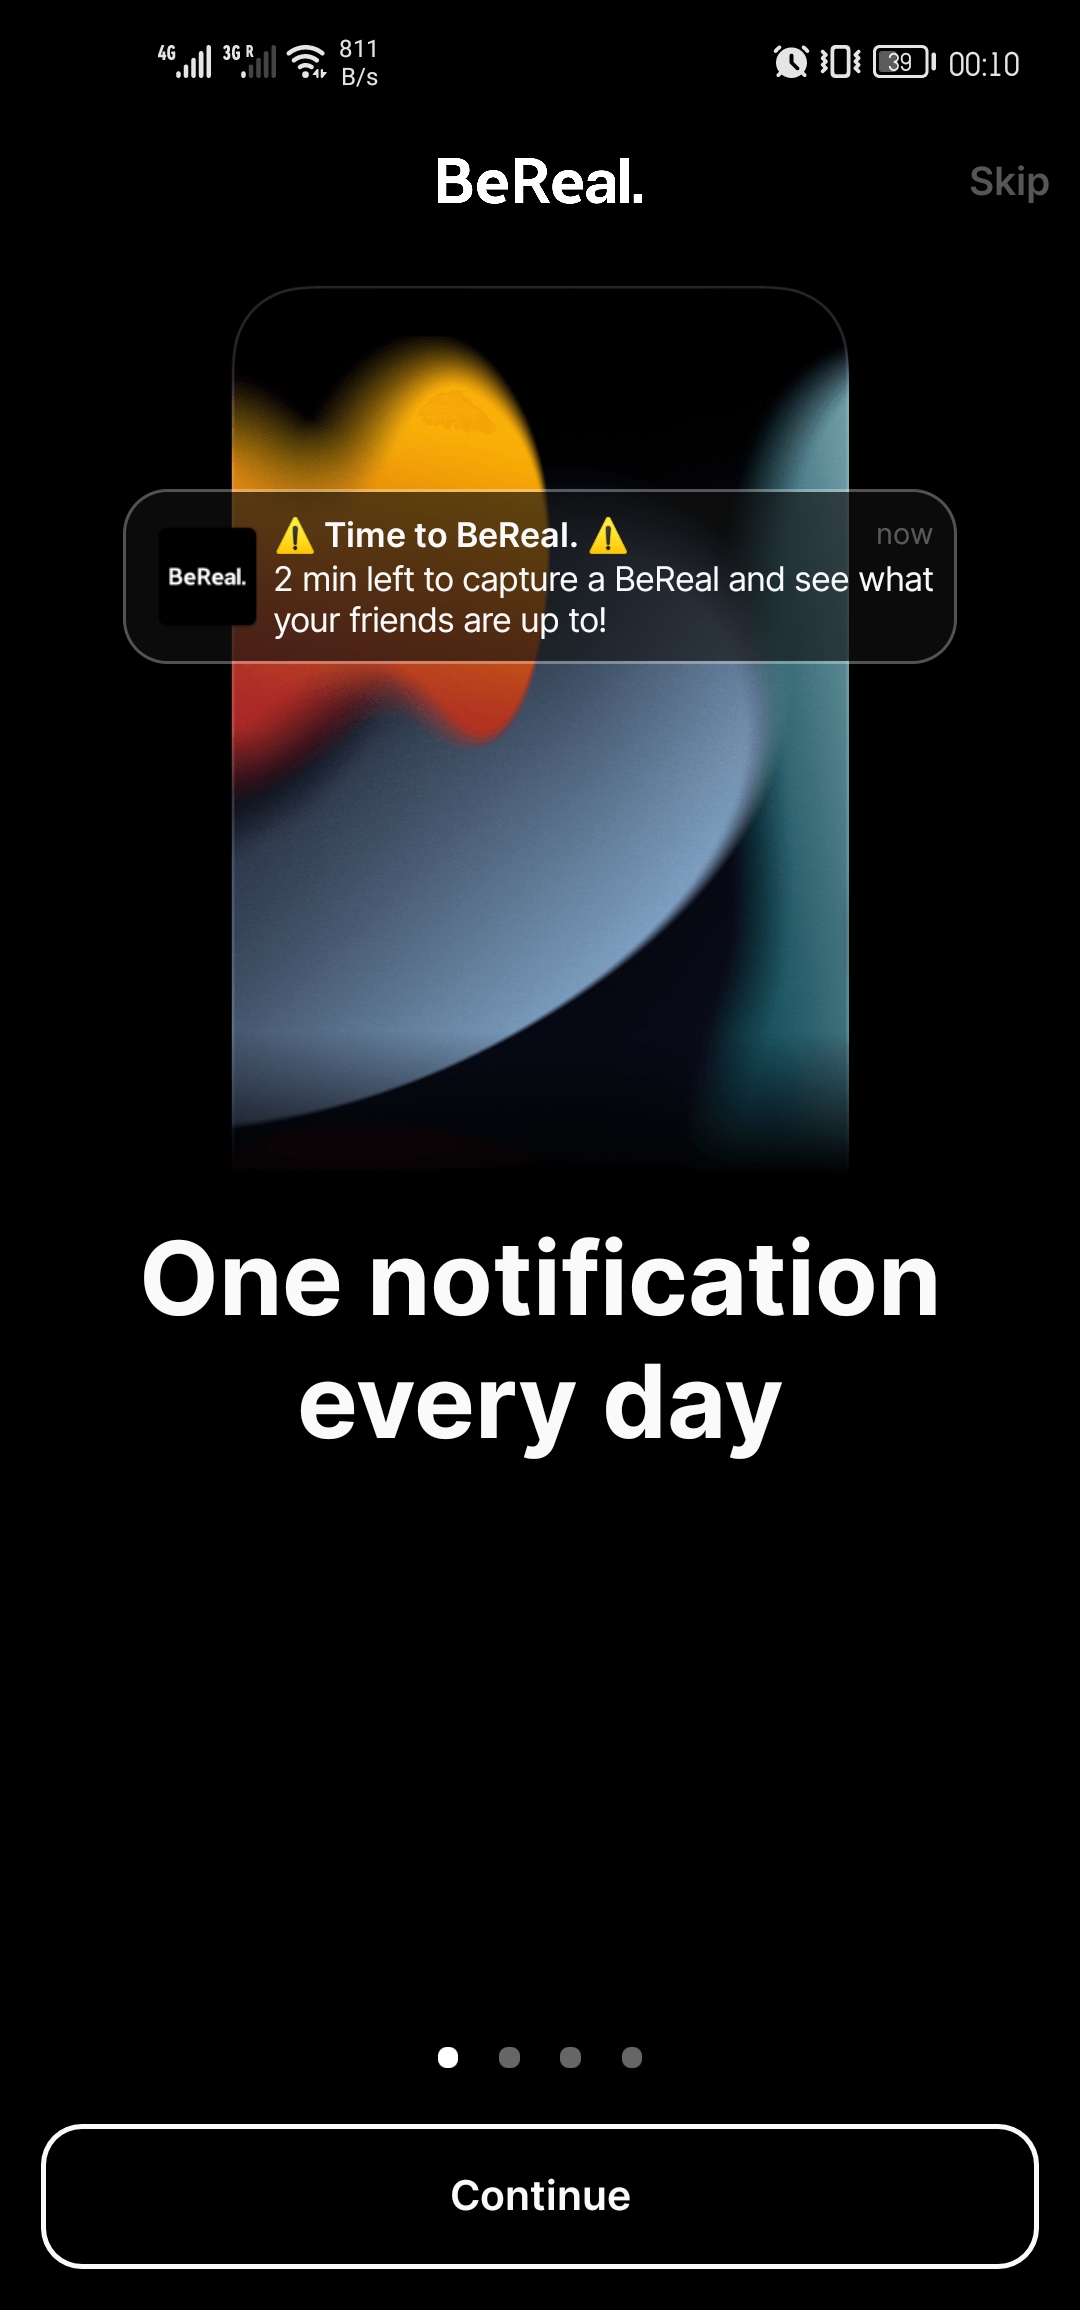 4G 3G R 811 B/s 39 00:10
BeReal. Skip
⚠️ Time to BeReal. ⚠️ now
BeReal.
2 min left to capture a BeReal and see what
your friends are up to!
One notification
every day
Continue